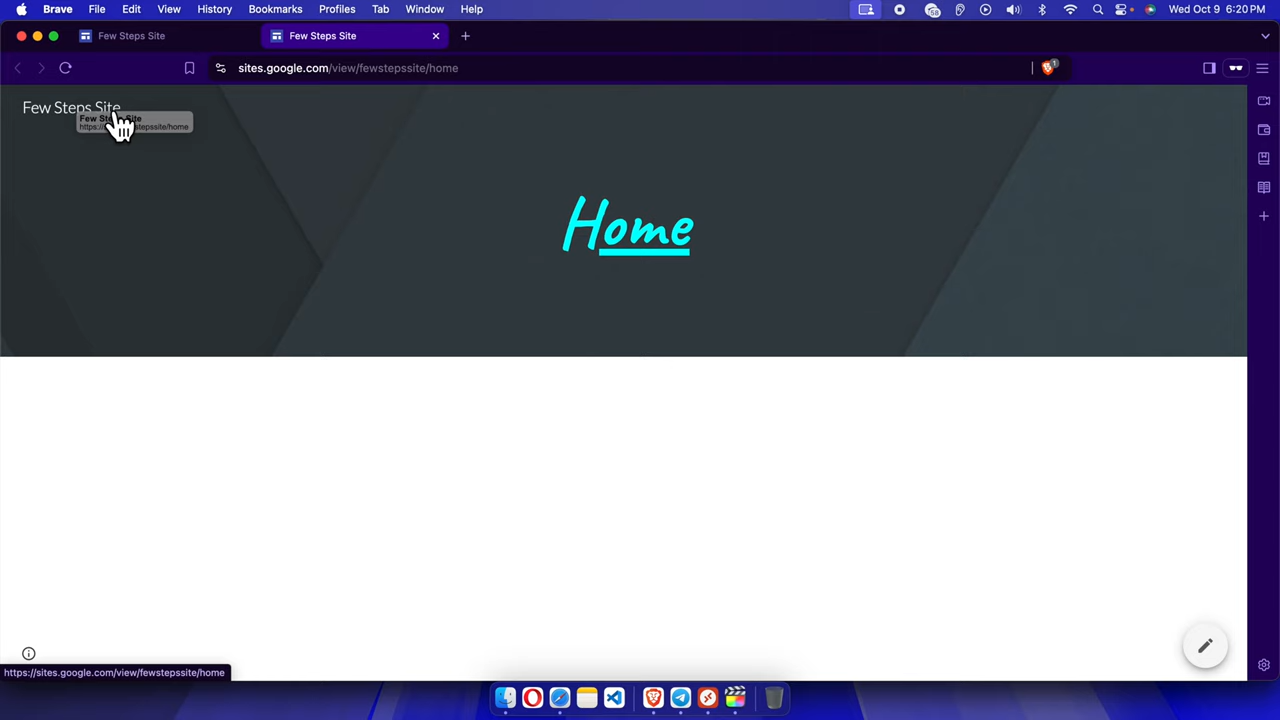 Brave File Edit View History Bookmarks Profiles Tab Window Help 58 Wed Oct 9 6:20 PM
Few Steps Site Few Steps Site
sites.google.com/view/fewstepssite/home 1
Few Steps Site
Home
https://sites.google.com/view/fewstepssite/home